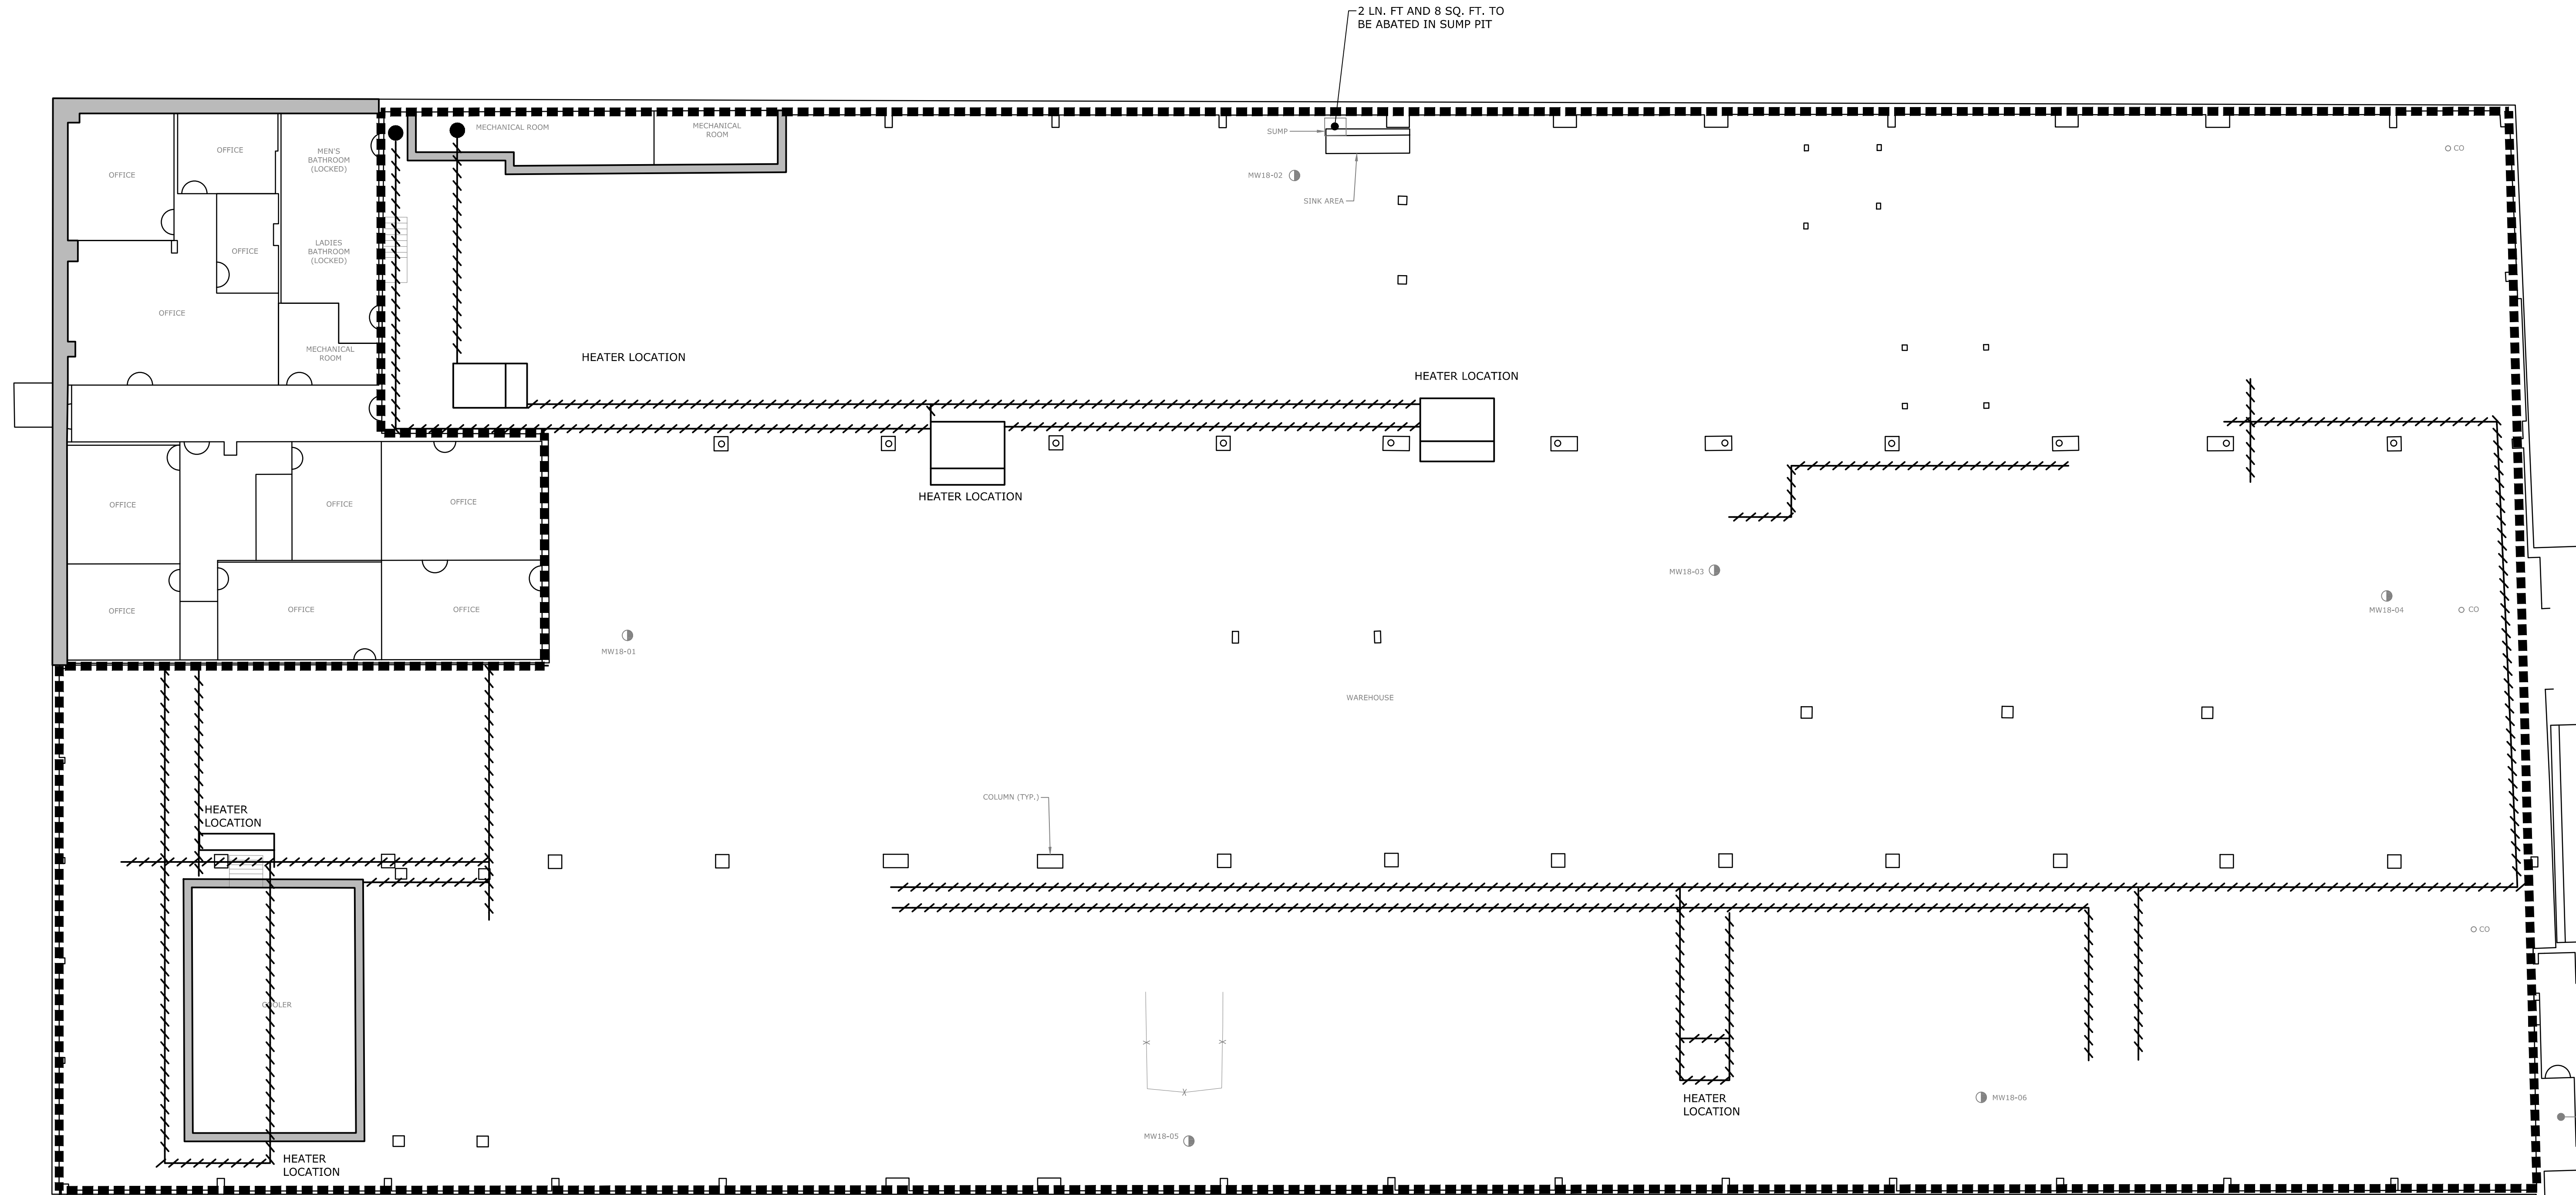 2 LN. FT AND 8 SQ. FT. TO
BE ABATED IN SUMP PIT
MECHANICAL ROOM
MECHANICAL
ROOM
SUMP
OFFICE
MEN'S
BATHROOM
(LOCKED)
OFFICE
MW18-02
SINK AREA
CO
LADIES
BATHROOM
(LOCKED)
OFFICE
OFFICE
MECHANICAL
ROOM
HEATER LOCATION
HEATER LOCATION
HEATER LOCATION
OFFICE
OFFICE
OFFICE
MW18-03
OFFICE
OFFICE
OFFICE
MW18-04
CO
MW18-01
WAREHOUSE
COLUMN (TYP.)
HEATER
LOCATION
CO
COOLER
HEATER
LOCATION
MW18-06
MW18-05
HEATER
LOCATION